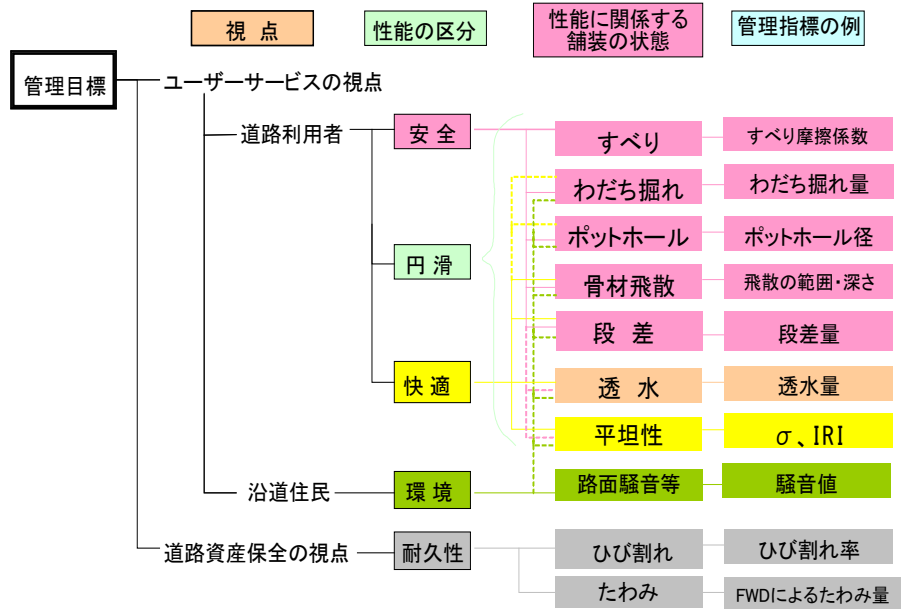 視 点
性能の区分
性能に関係する
舗装の状態
管理指標の例
管理目標
ユーザーサービスの視点
道路利用者
安 全
すべり
すべり摩擦係数
わだち掘れ
わだち掘れ量
ポットホール
ポットホール径
円 滑
骨材飛散
飛散の範囲・深さ
段 差
段差量
快 適
透 水
透水量
平坦性
σ、IRI
沿道住民
環 境
路面騒音等
騒音値
道路資産保全の視点
耐久性
ひび割れ
ひび割れ率
たわみ
FWDによるたわみ量